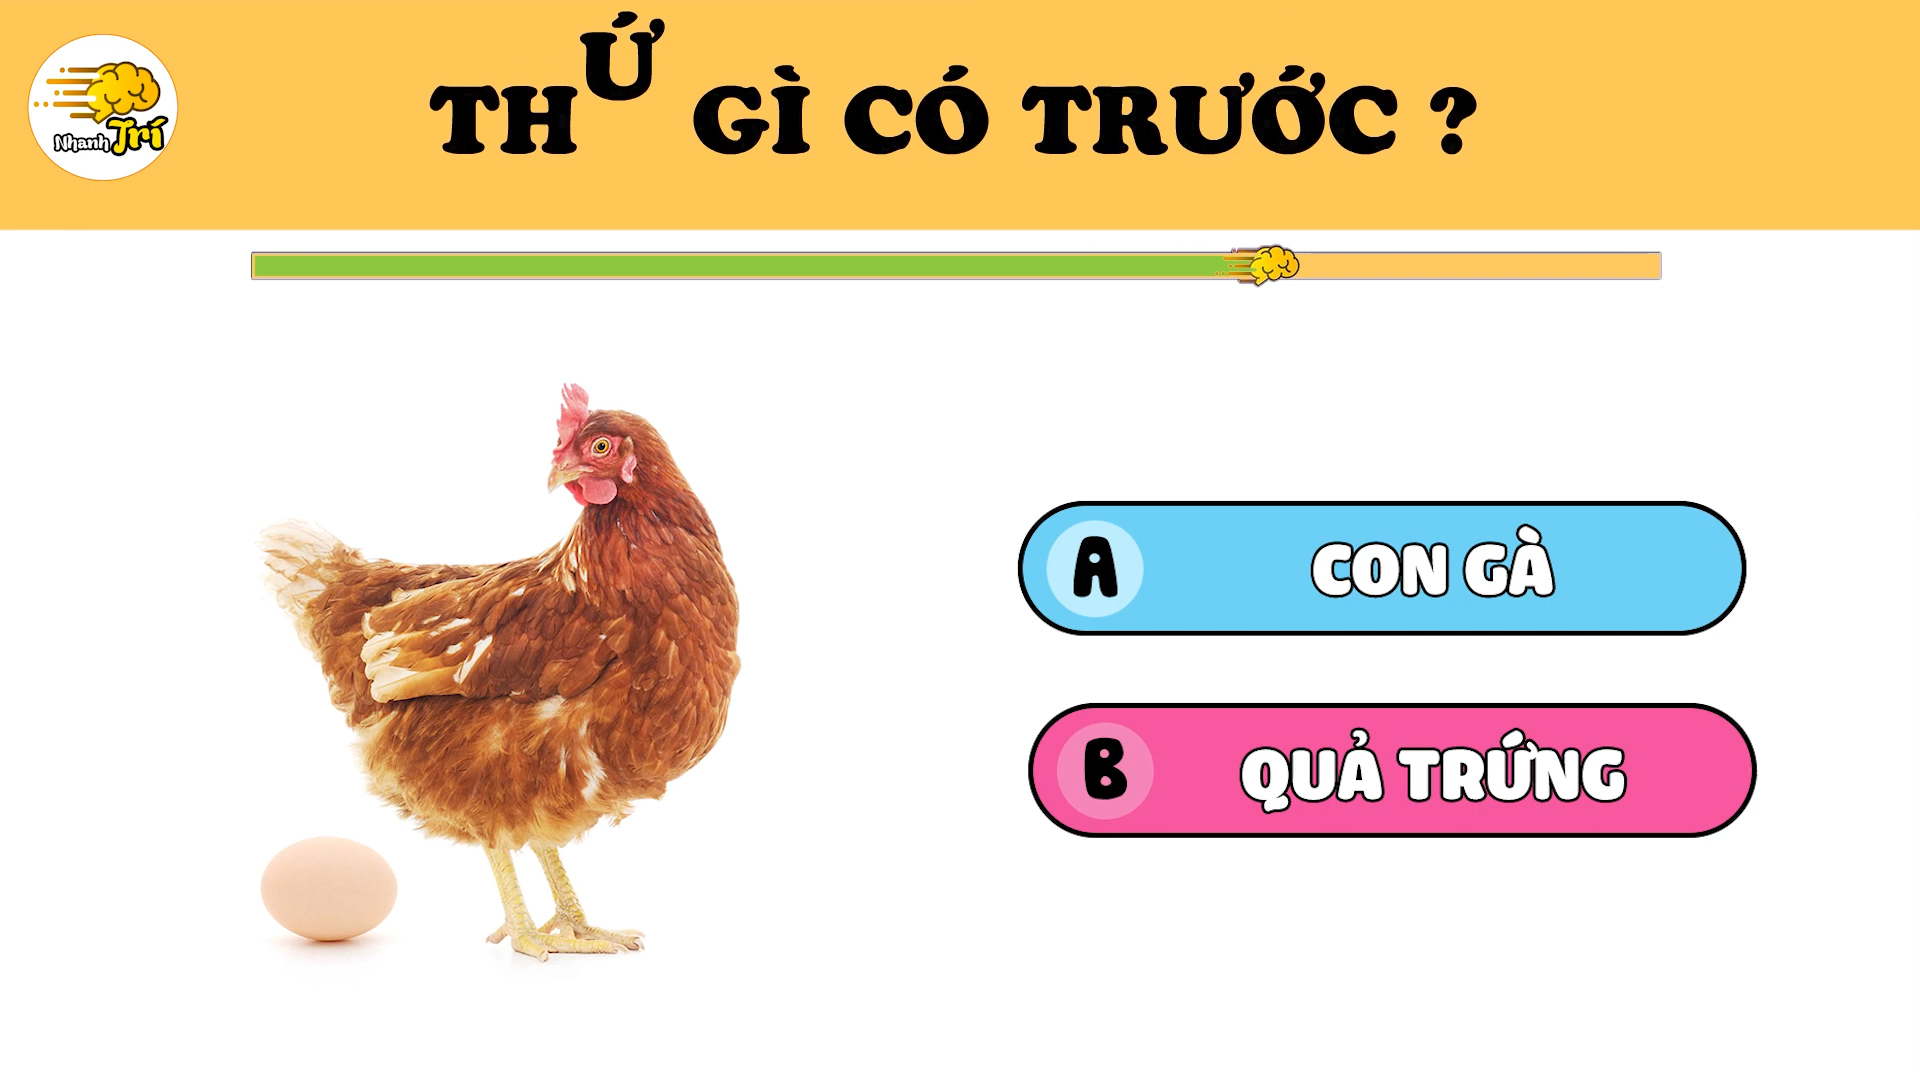 THỨ GÌ CÓ TRƯỚC ?
Nhanh Trí
A CON GÀ
B QUẢ TRỨNG